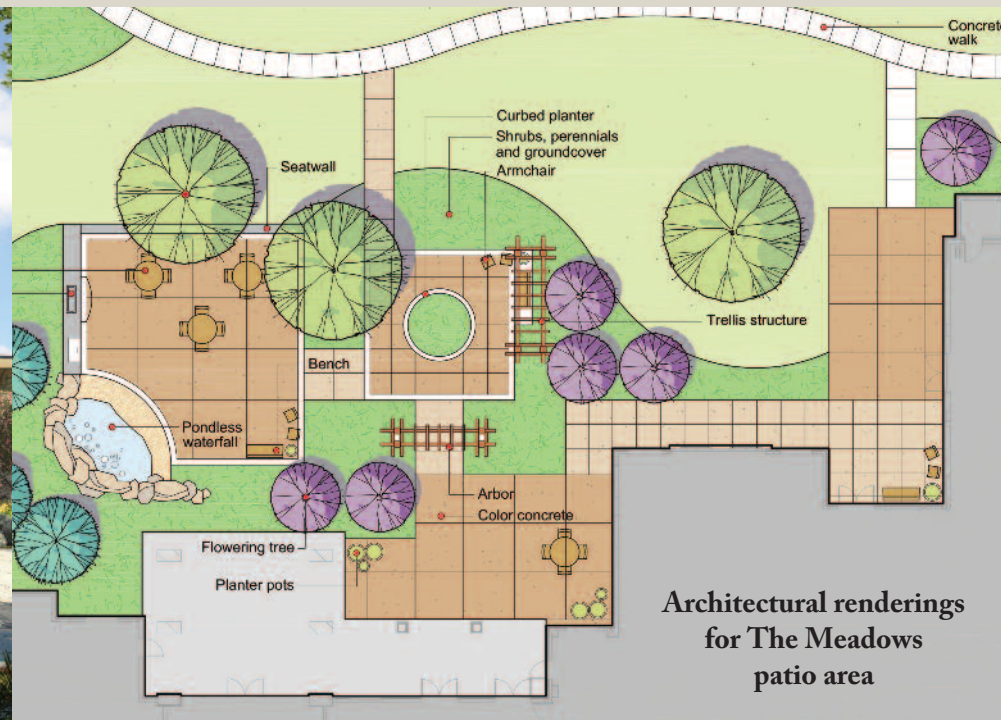 Concrete
walk
Curbed planter
Shrubs, perennials
and groundcover
Armchair
Seatwall
Trellis structure
Bench
Pondless
waterfall
Arbor
Color concrete
Flowering tree
Planter pots
Architectural renderings
for The Meadows
patio area